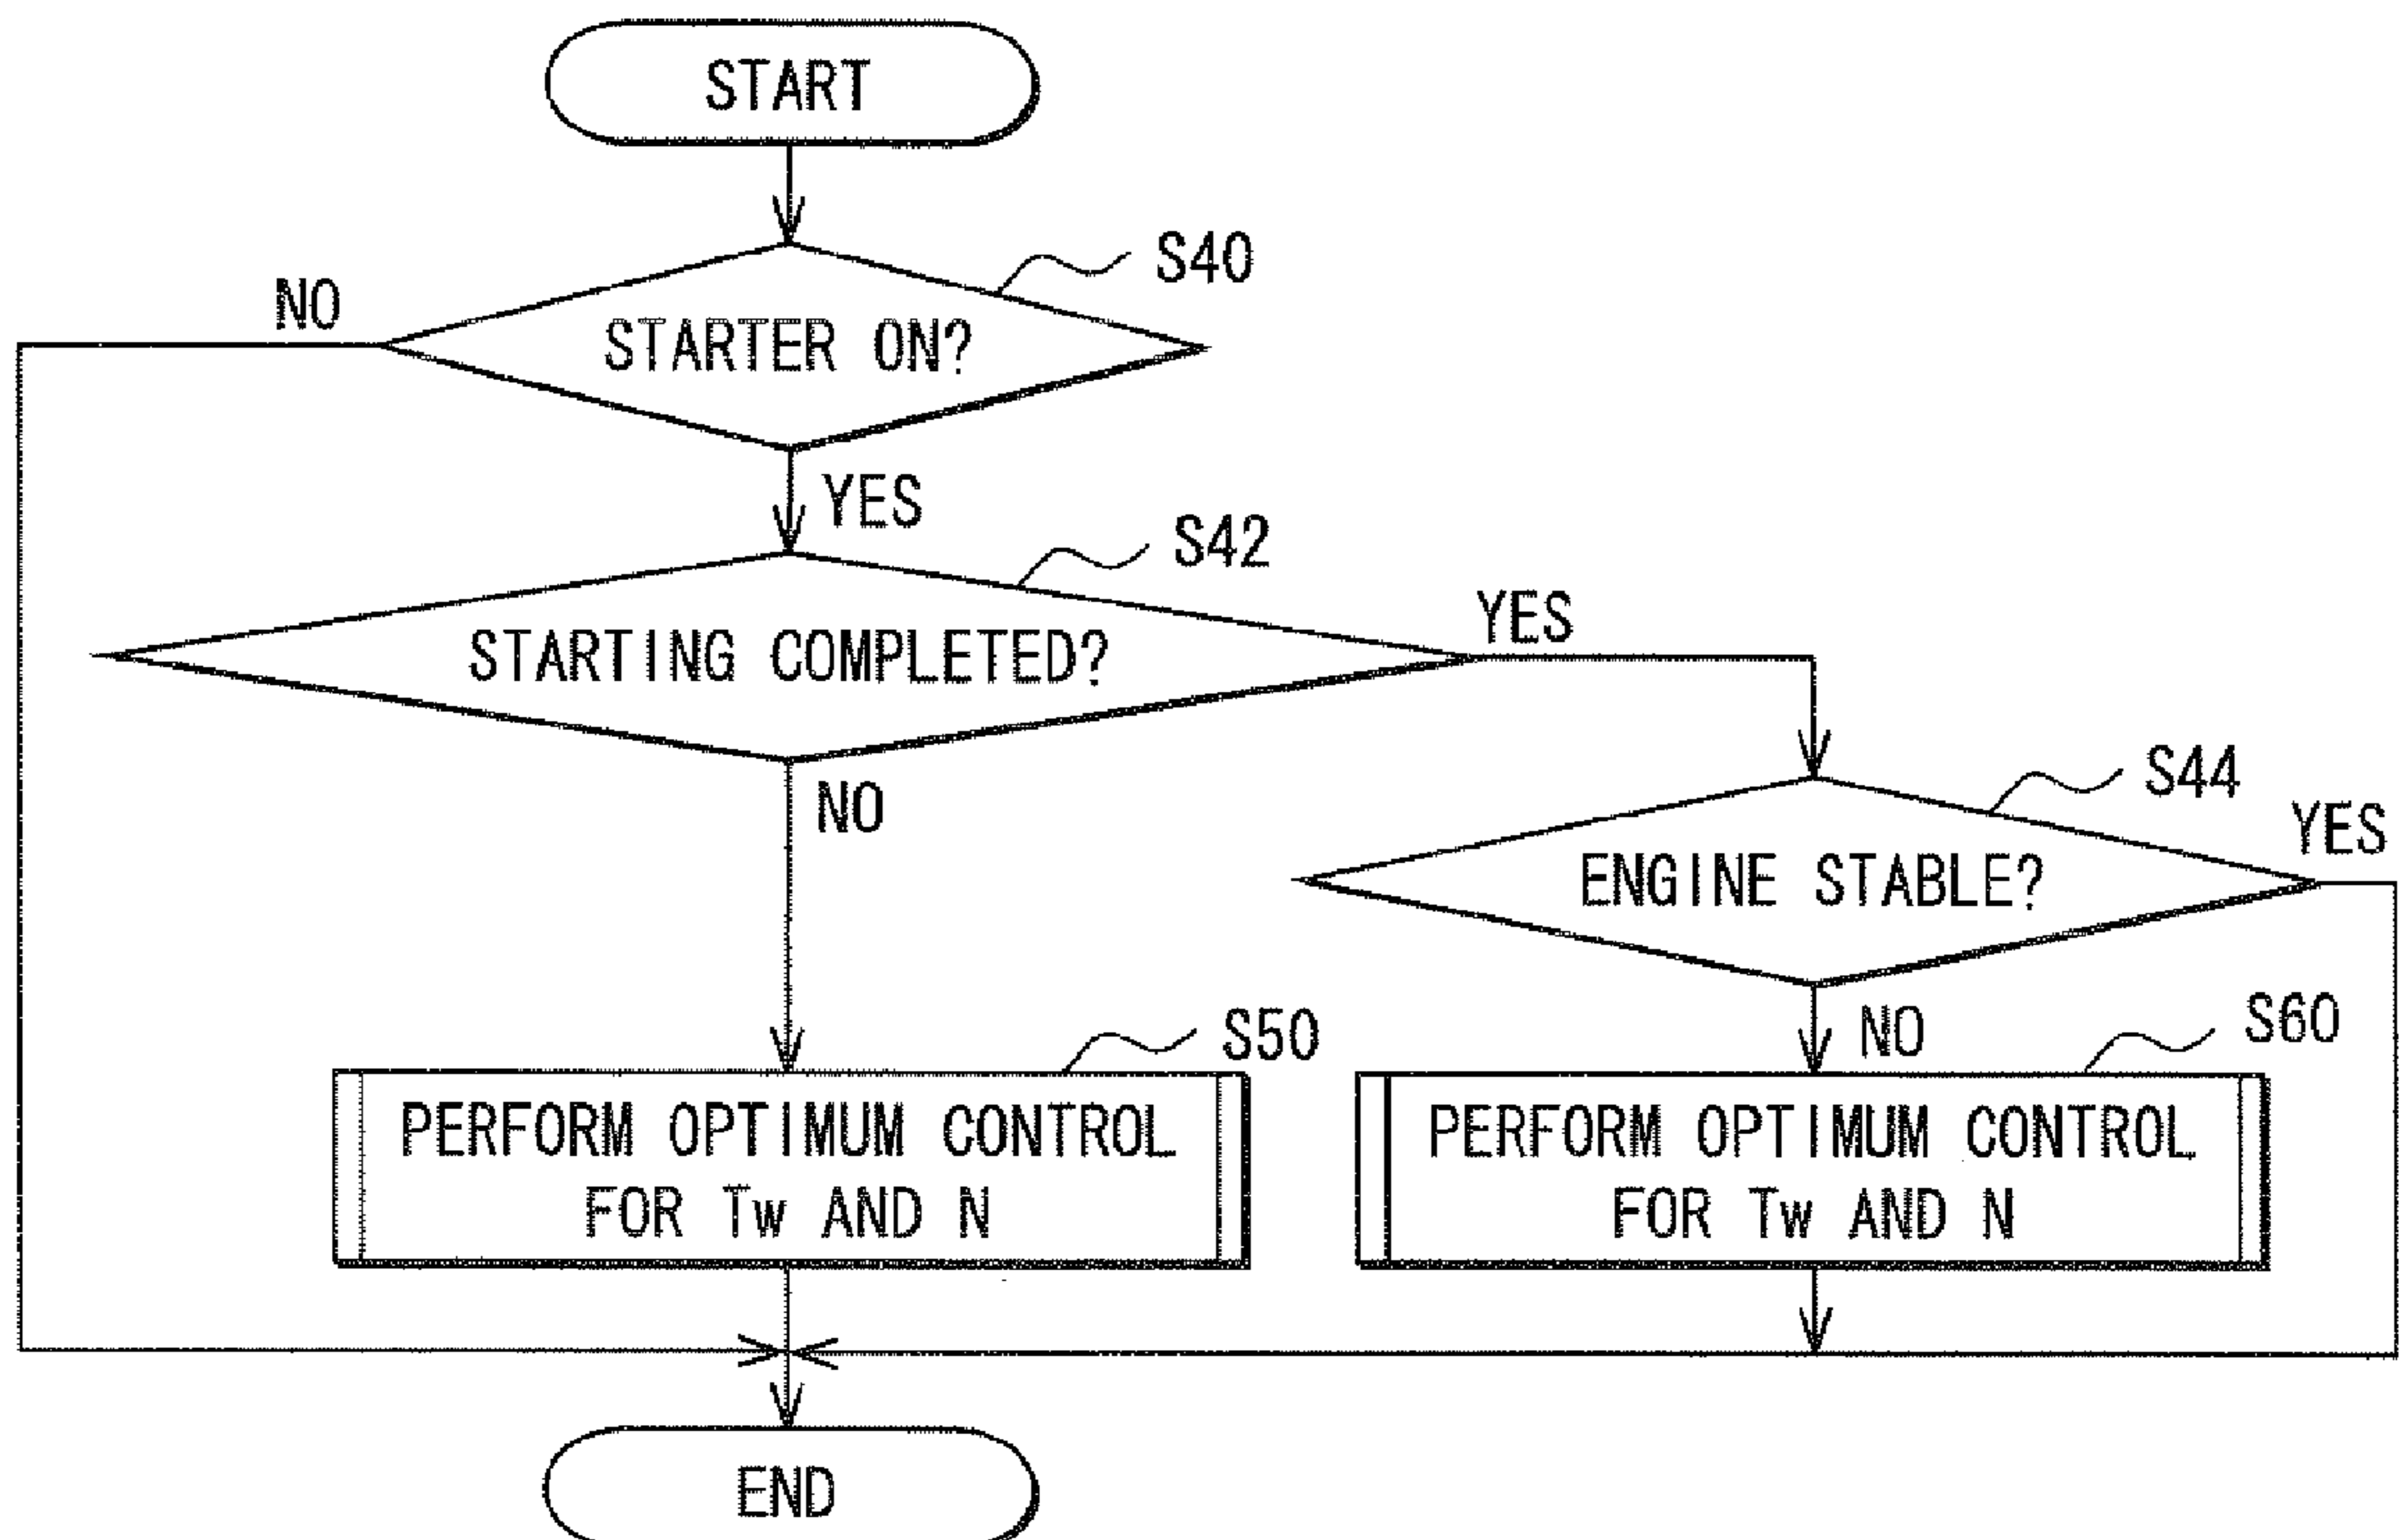 START
S40
NO
STARTER ON?
YES
S42
YES
STARTING COMPLETED?
NO
S44
YES
ENGINE STABLE?
NO
S50
S60
PERFORM OPTIMUM CONTROL
FOR Tw AND N
PERFORM OPTIMUM CONTROL
FOR Tw AND N
END